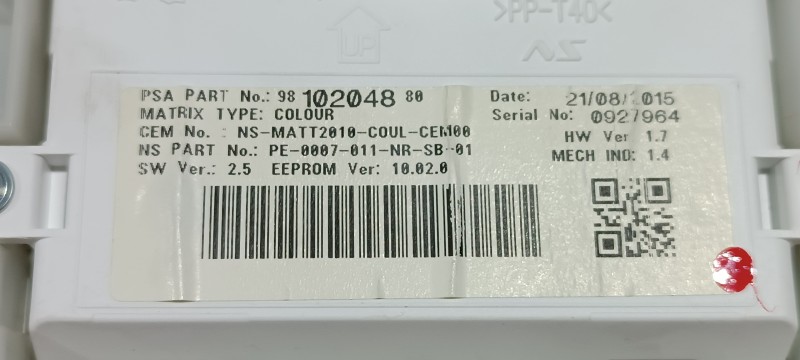 >PP-T40<
UP
NS
PSA PART No.: 98 102048 80
MATRIX TYPE: COLOUR
CEM No. : NS-MATT2010-COUL-CEM00
NS PART No.: PE-0007-011-NR-SB-01
SW Ver.: 2.5 EEPROM Ver: 10.02.0
Date: 21/08/2015
Serial No: 0927964
HW Ver 1.7
MECH IND: 1.4